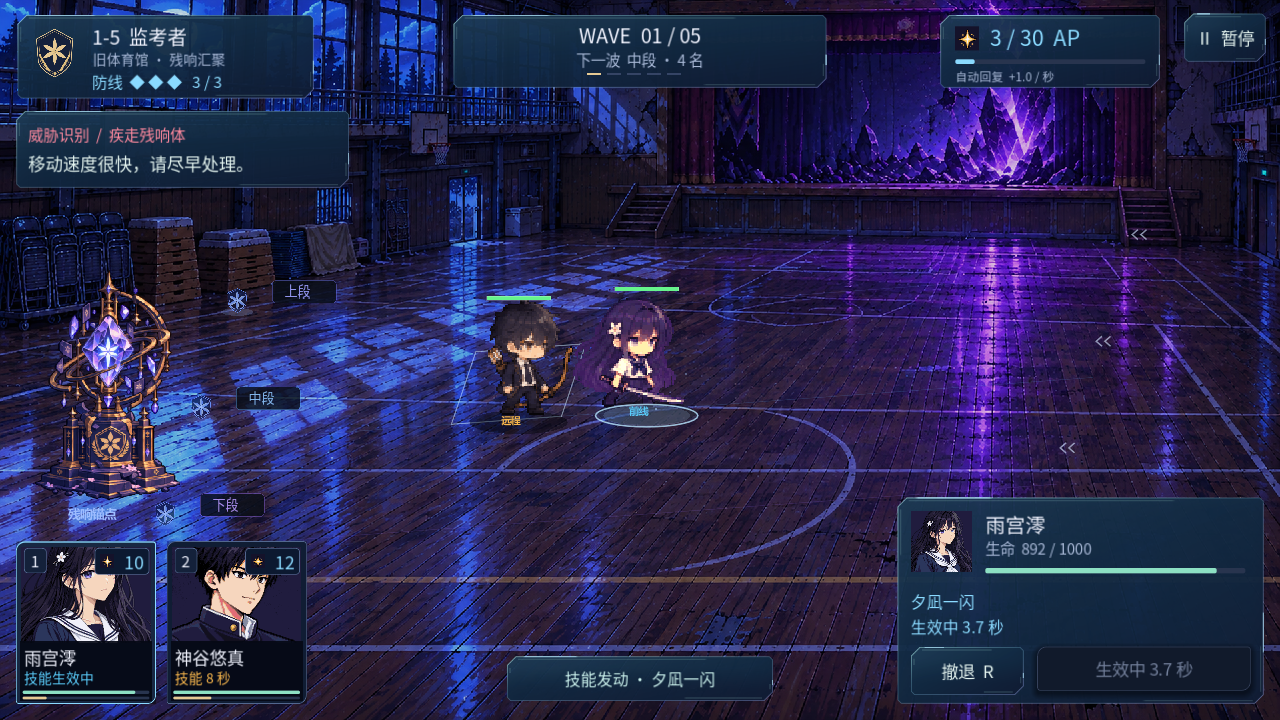 1-5 监考者
旧体育馆 · 残响汇聚
防线 ◆◆◆ 3 / 3
威胁识别 / 疾走残响体
移动速度很快，请尽早处理。
WAVE 01 / 05
下一波 中段 · 4 名
3 / 30 AP
自动回复 +1.0 / 秒
暂停
上段
中段
下段
残响锚点
远程
前线
1
10
雨宫澪
技能生效中
2
12
神谷悠真
技能 8 秒
技能发动 · 夕凪一闪
雨宫澪
生命 892 / 1000
夕凪一闪
生效中 3.7 秒
撤退 R
生效中 3.7 秒